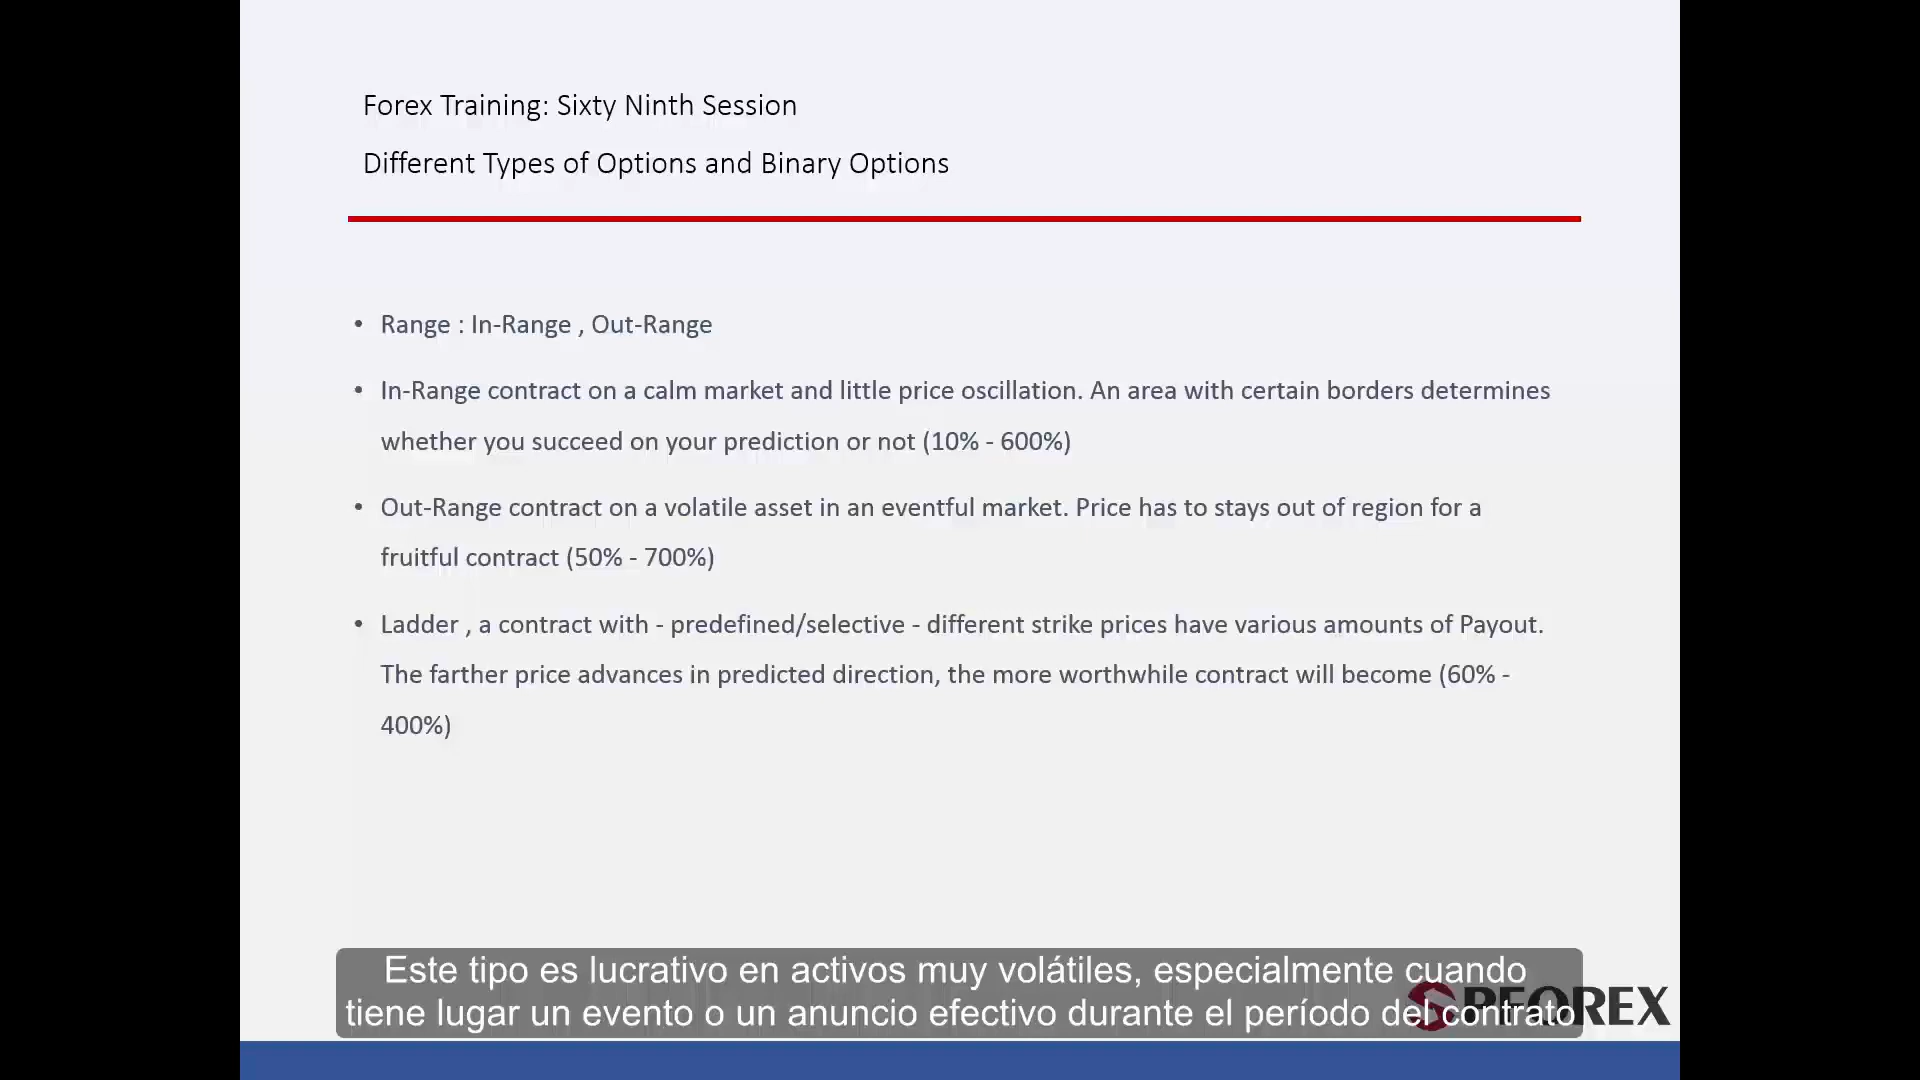 Forex Training: Sixty Ninth Session
Different Types of Options and Binary Options
• Range : In-Range , Out-Range
• In-Range contract on a calm market and little price oscillation. An area with certain borders determines
whether you succeed on your prediction or not (10% - 600%)
• Out-Range contract on a volatile asset in an eventful market. Price has to stays out of region for a
fruitful contract (50% - 700%)
• Ladder , a contract with - predefined/selective - different strike prices have various amounts of Payout.
The farther price advances in predicted direction, the more worthwhile contract will become (60% -
400%)
Este tipo es lucrativo en activos muy volátiles, especialmente cuando
tiene lugar un evento o un anuncio efectivo durante el período del contrato
PFOREX